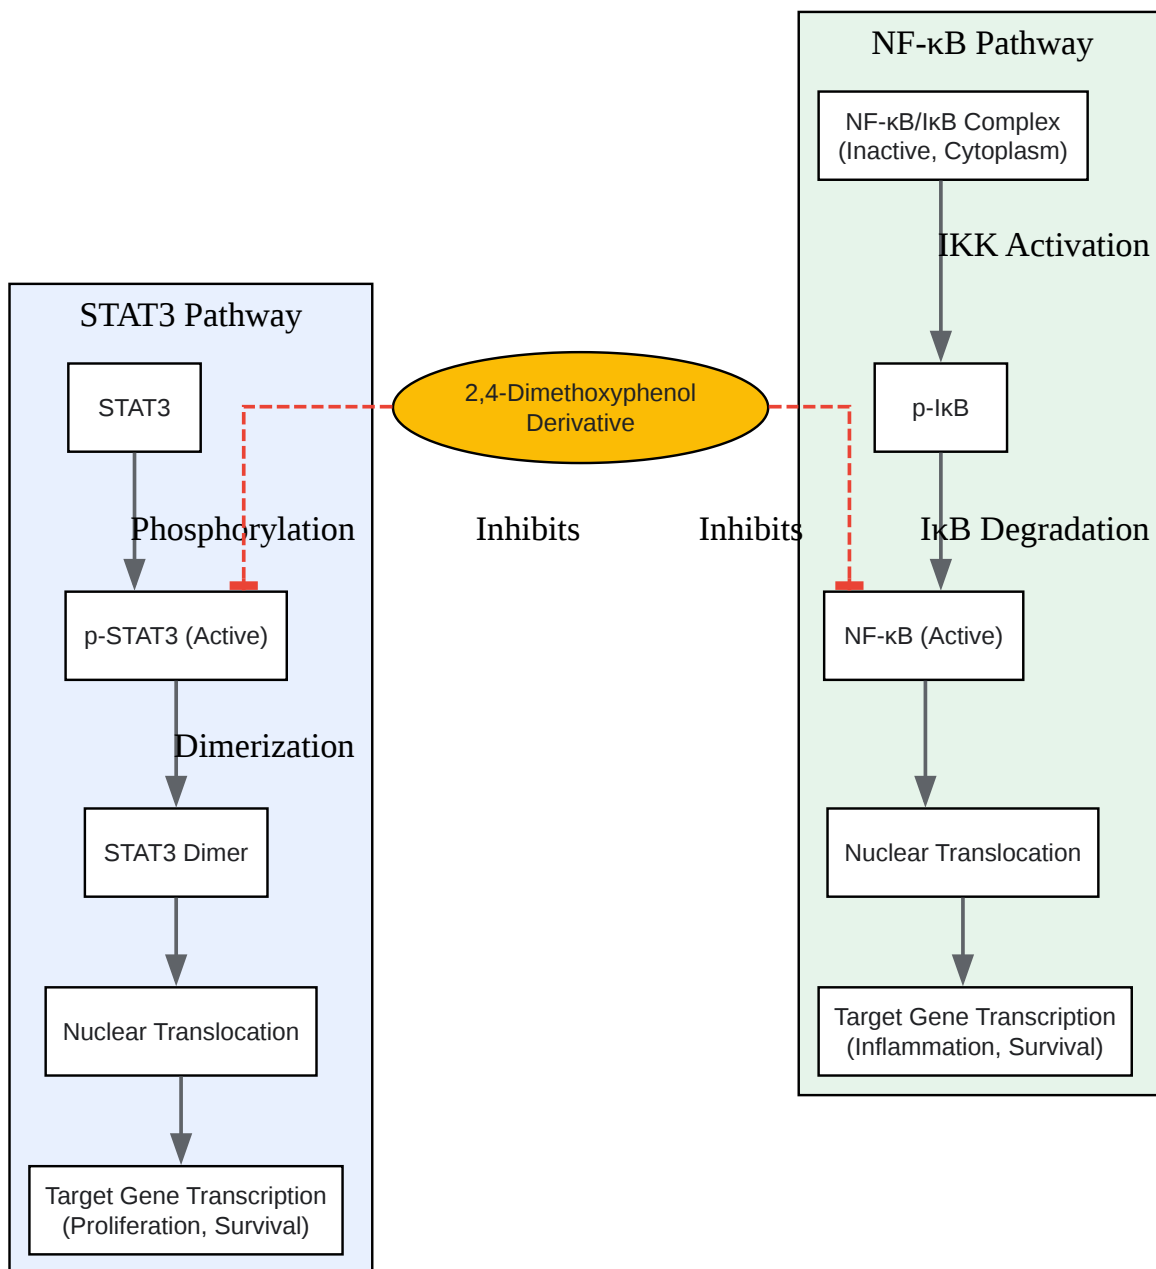 NF-κB Pathway
NF-κB/IκB Complex
(Inactive, Cytoplasm)
IKK Activation
STAT3 Pathway
STAT3
2,4-Dimethoxyphenol
Derivative
p-IκB
Phosphorylation
Inhibits
Inhibits
IκB Degradation
p-STAT3 (Active)
NF-κB (Active)
Dimerization
STAT3 Dimer
Nuclear Translocation
Nuclear Translocation
Target Gene Transcription
(Inflammation, Survival)
Target Gene Transcription
(Proliferation, Survival)